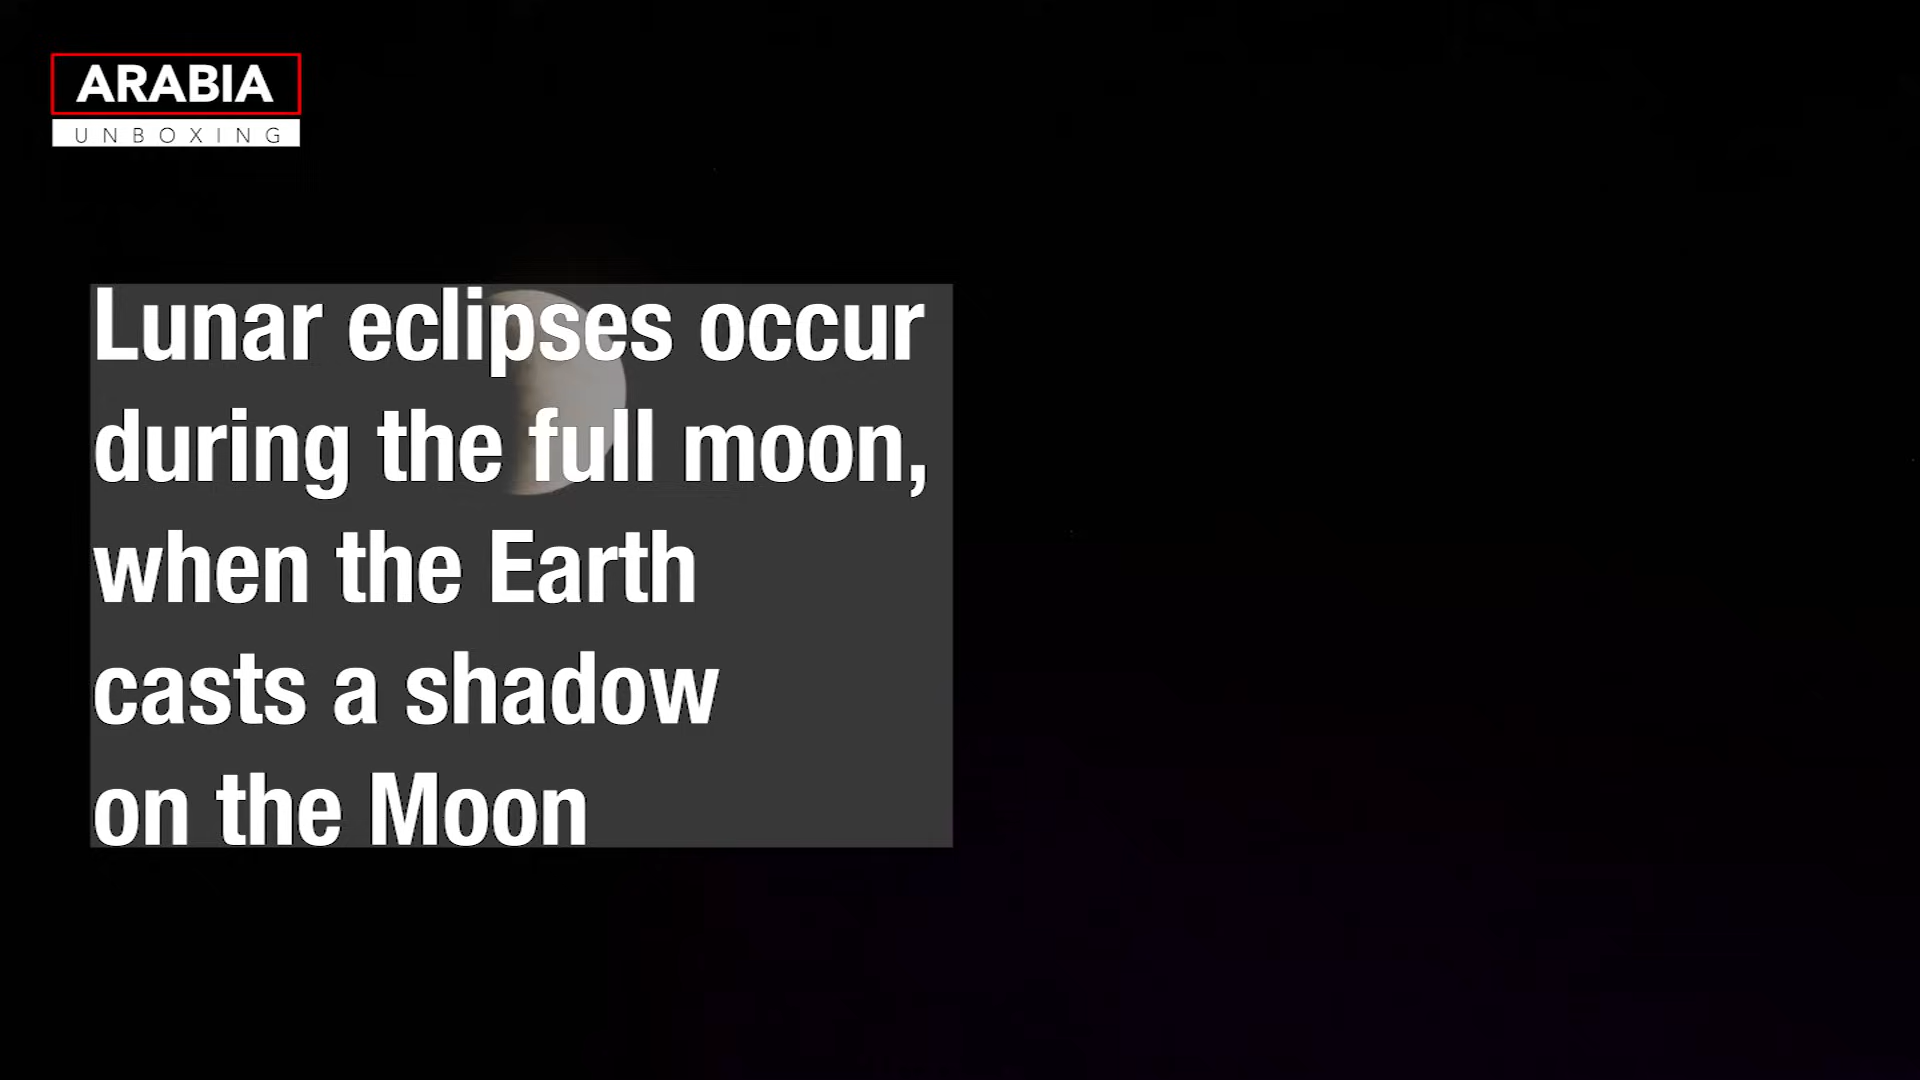 ARABIA
UNBOXING
Lunar eclipses occur
during the full moon,
when the Earth
casts a shadow
on the Moon